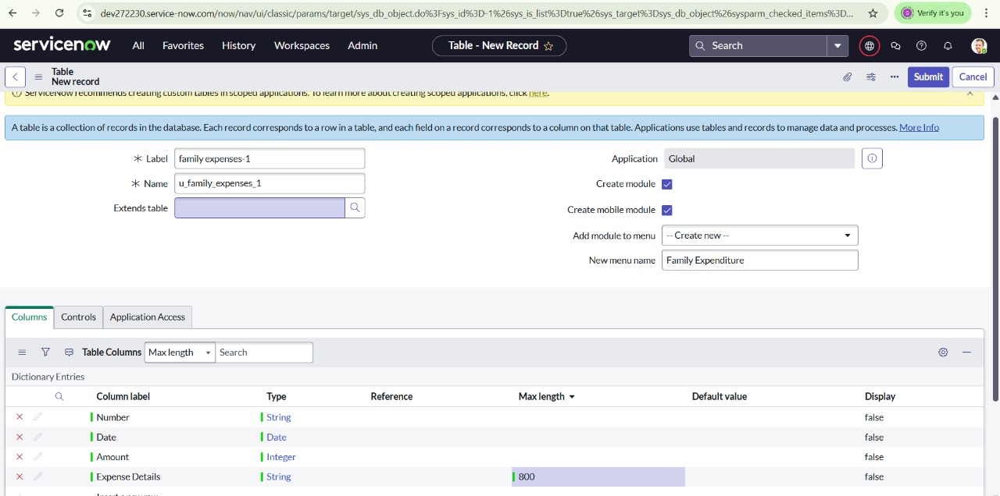 dev272230.service-now.com/now/nav/ui/classic/params/target/sys_db_object.do%3Fsys_id%3D-1%26sys_is_list%3Dtrue%26sys_target%3Dsys_db_object%26sysparm_checked_items%3D...
G
Verify it's you
servicenow
All
Favorites
History
Workspaces
Admin
Table - New Record
Search
Table
New record
Submit
Cancel
ServiceNow recommends creating custom tables in scoped applications. To learn more about creating scoped applications, click here.
A table is a collection of records in the database. Each record corresponds to a row in a table, and each field on a record corresponds to a column on that table. Applications use tables and records to manage data and processes. More Info
Label family expenses-1
Application Global
Name u_family_expenses_1
Create module
Extends table
Create mobile module
Add module to menu -- Create new --
New menu name Family Expenditure
Columns
Controls
Application Access
Table Columns Max length Search
Dictionary Entries
Column label Type Reference Max length Default value Display
Number String false
Date Date false
Amount Integer false
Expense Details String 800 false
Insert a new row...